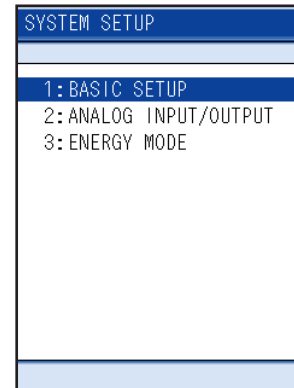 SYSTEM SETUP
1:BASIC SETUP
2:ANALOG INPUT/OUTPUT
3:ENERGY MODE